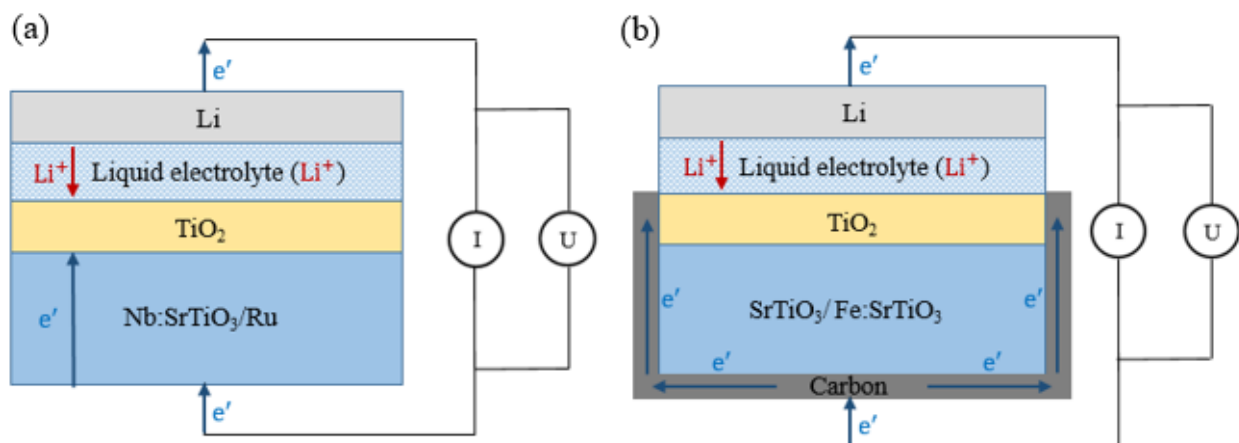 (a)
e′
Li
Li⁺ Liquid electrolyte (Li⁺)
TiO₂
I
U
e′
Nb:SrTiO₃/Ru
e′
(b)
e′
Li
Li⁺ Liquid electrolyte (Li⁺)
TiO₂
I
U
e′
e′
SrTiO₃/ Fe:SrTiO₃
e′
e′
Carbon
e′